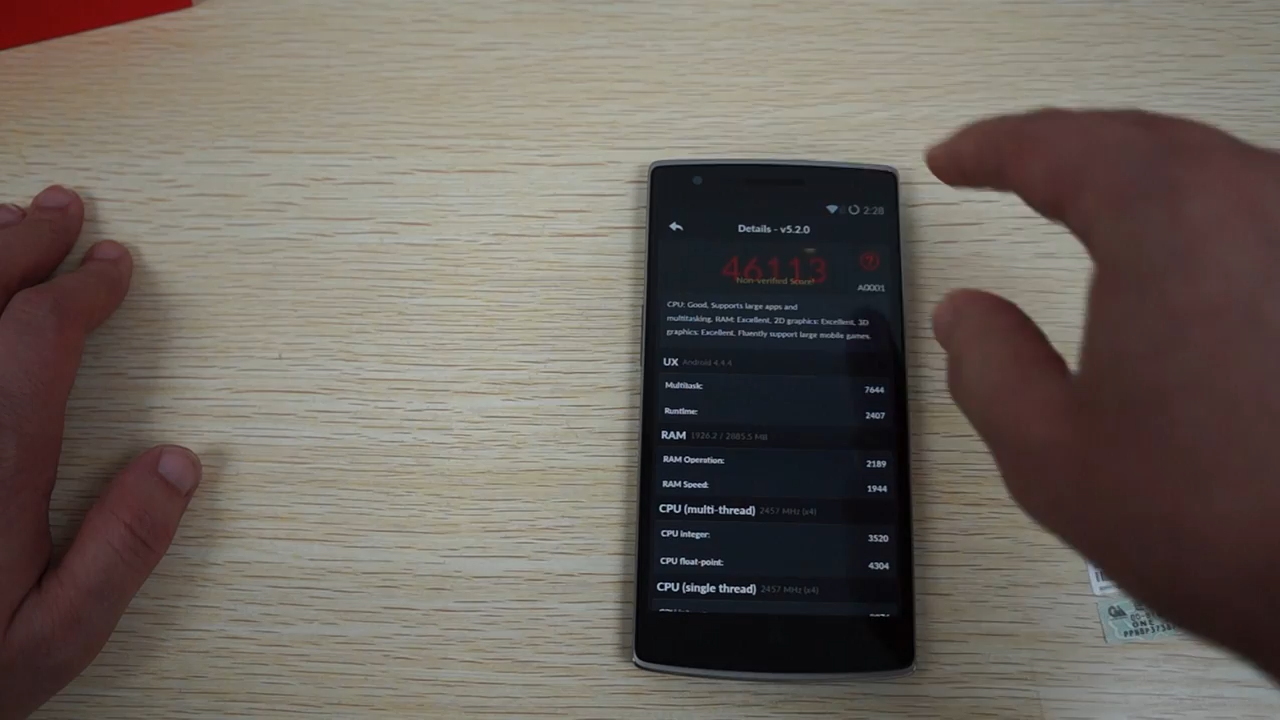 2:28
Details - v5.2.0
46113
Non-verified Score!
A0001
CPU: Good, Supports large apps and
multitasking. RAM: Excellent, 2D graphics: Excellent, 3D
graphics: Excellent, Fluently support large mobile games.
UX Android 4.4.4
Multitask: 7644
Runtime: 2407
RAM 1926.2 / 2885.5 MB
RAM Operation: 2189
RAM Speed: 1944
CPU (multi-thread) 2457 MHz (x4)
CPU integer: 3520
CPU float-point: 4304
CPU (single thread) 2457 MHz (x4)
ONE